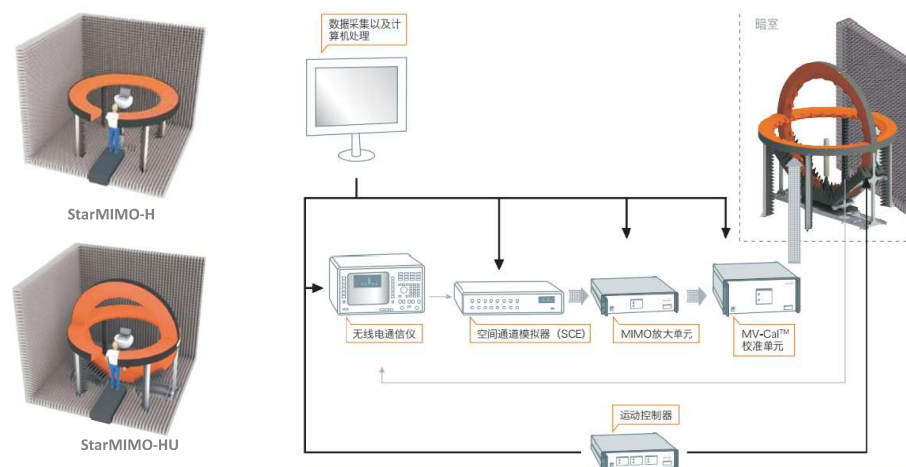 StarMIMO-H
StarMIMO-HU
数据采集以及计
算机处理
暗室
无线电通信仪
空间通道模拟器（SCE）
MIMO放大单元
MV-Cal™
校准单元
运动控制器